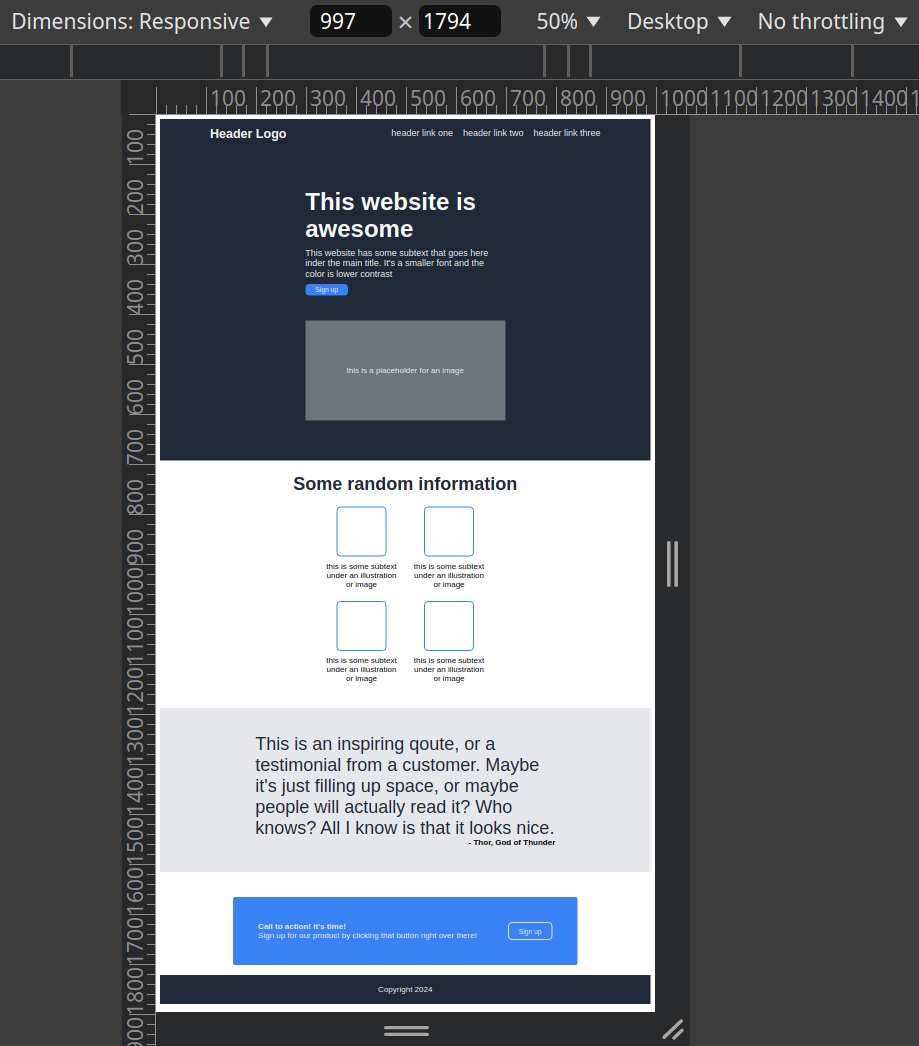 Dimensions: Responsive 997 × 1794 50% Desktop No throttling
100 200 300 400 500 600 700 800 900 1000 1100 1200 1300 1400
100
200
300
400
500
600
700
800
900
1000
1100
1200
1300
1400
1500
1600
1700
1800
Header Logo header link one header link two header link three
This website is
awesome
This website has some subtext that goes here
inder the main title. It's a smaller font and the
color is lower contrast
Sign up
this is a placeholder for an image
Some random information
this is some subtext
under an illustration
or image
this is some subtext
under an illustration
or image
this is some subtext
under an illustration
or image
this is some subtext
under an illustration
or image
This is an inspiring qoute, or a
testimonial from a customer. Maybe
it's just filling up space, or maybe
people will actually read it? Who
knows? All I know is that it looks nice.
- Thor, God of Thunder
Call to action! It's time!
Sign up for our product by clicking that button right over there!
Sign up
Copyright 2024